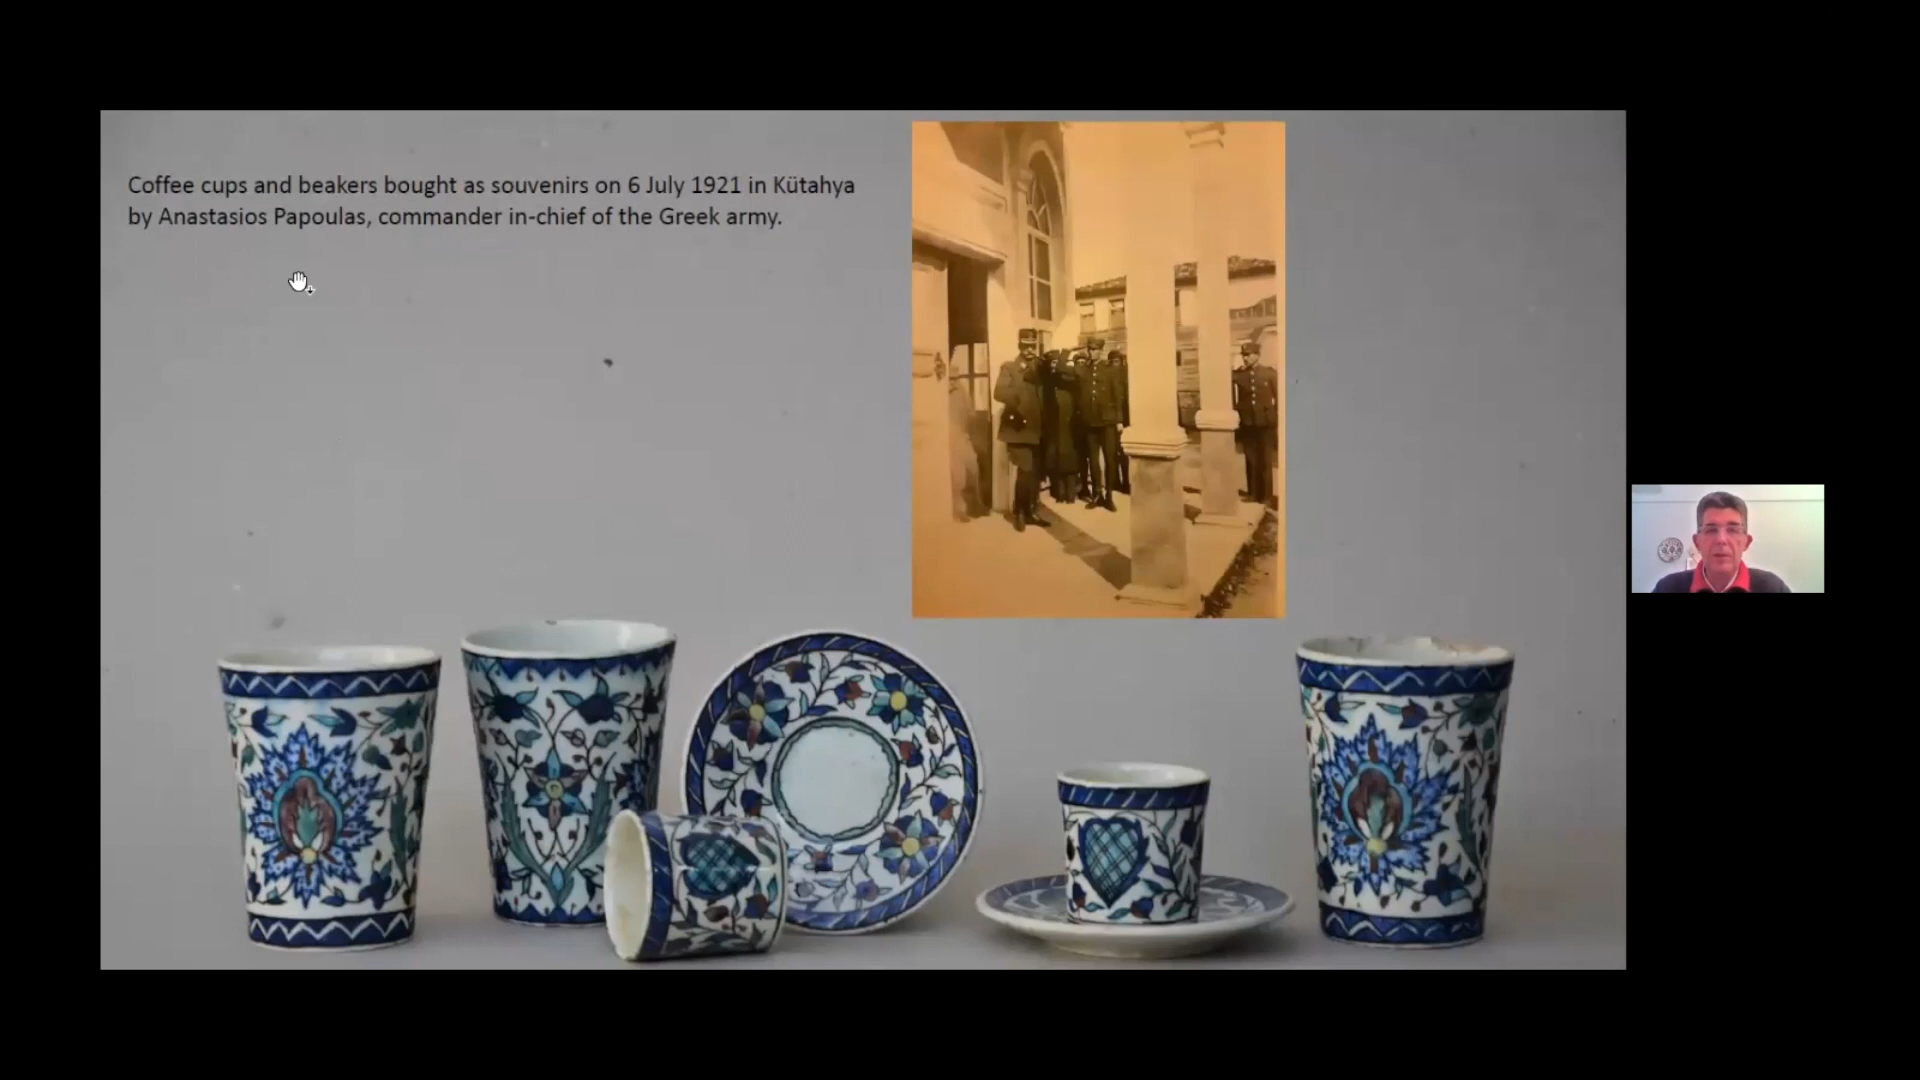 Coffee cups and beakers bought as souvenirs on 6 July 1921 in Kütahya
by Anastasios Papoulas, commander in-chief of the Greek army.